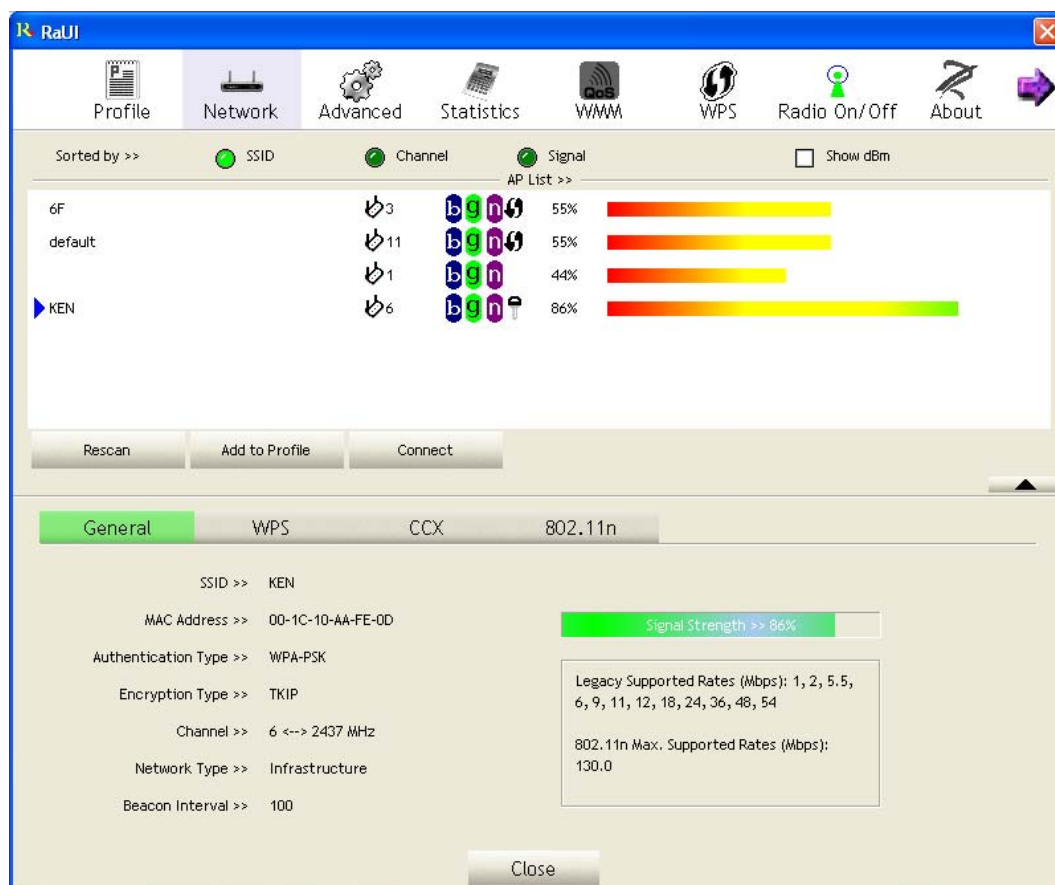 RaUI
Profile Network Advanced Statistics QoS WMM WPS Radio On/Off About
Sorted by >> SSID Channel Signal Show dBm
AP List >>
6F 3 b g n 55%
default 11 b g n 55%
1 b g n 44%
KEN 6 b g n 86%
Rescan Add to Profile Connect
General WPS CCX 802.11n
SSID >> KEN
MAC Address >> 00-1C-10-AA-FE-0D
Signal Strength >> 86%
Authentication Type >> WPA-PSK
Legacy Supported Rates (Mbps): 1, 2, 5.5,
6, 9, 11, 12, 18, 24, 36, 48, 54
Encryption Type >> TKIP
Channel >> 6 <--> 2437 MHz
802.11n Max. Supported Rates (Mbps):
130.0
Network Type >> Infrastructure
Beacon Interval >> 100
Close